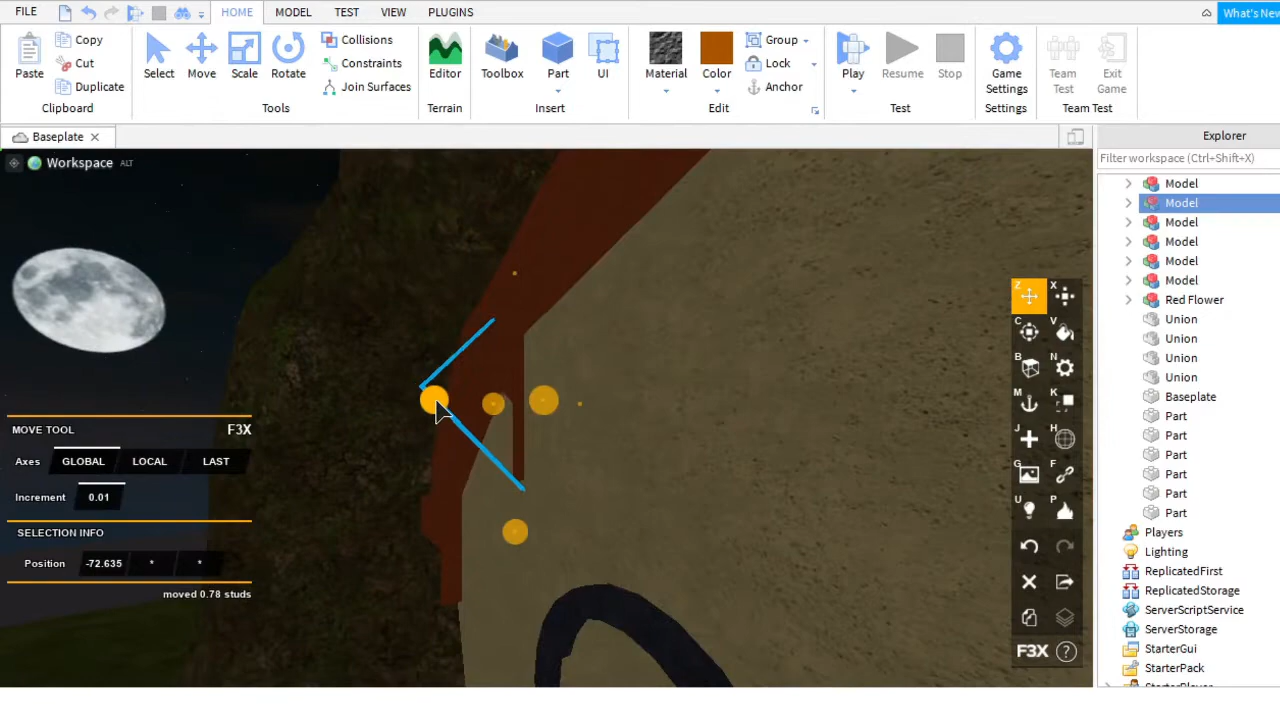 FILE HOME MODEL TEST VIEW PLUGINS What's New
Paste Copy Cut Duplicate
Clipboard
Select Move Scale Rotate Collisions Constraints Join Surfaces
Tools
Editor
Terrain
Toolbox Part UI
Insert
Material Color Group Lock Anchor
Edit
Play Resume Stop
Test
Game Settings
Settings
Team Test Exit Game
Team Test
Baseplate
Workspace ALT
Explorer
Filter workspace (Ctrl+Shift+X)
Model
Model
Model
Model
Model
Model
Red Flower
Union
Union
Union
Union
Baseplate
Part
Part
Part
Part
Part
Part
Players
Lighting
ReplicatedFirst
ReplicatedStorage
ServerScriptService
ServerStorage
StarterGui
StarterPack
StarterPlayer
MOVE TOOL F3X
Axes GLOBAL LOCAL LAST
Increment 0.01
SELECTION INFO
Position -72.635 * *
moved 0.78 studs
Z X
C V
B N
M K
J H
G F
U P
F3X ?